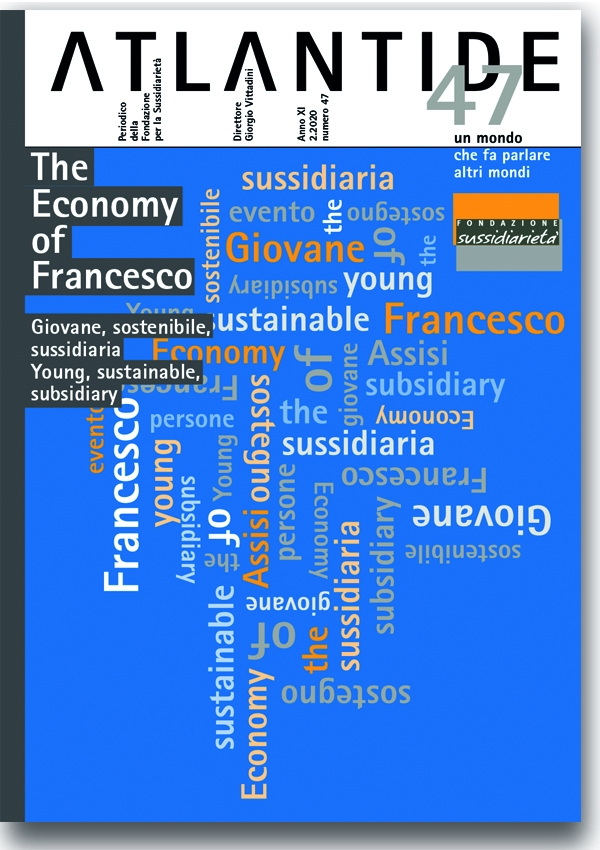 ATLANTIDE
47
Periodico
della
Fondazione
per la Sussidiarietà
Direttore
Giorgio Vittadini
Anno XI
2.2020
numero 47
un mondo
che fa parlare
altri mondi
FONDAZIONE
sussidiarietà
The
Economy
of
Francesco
Giovane, sostenibile,
sussidiaria
Young, sustainable,
subsidiary
sussidiaria
sostenibile
evento
the
sostegno
Giovane
of
the
subsidiary
young
Young
sustainable
Francesco
Economy
of
giovane
Assisi
Francesco
subsidiary
evento
Francesco
persone
sostegno
the
Economy
young
Young
sussidiaria
subsidiary
of
persone
Economy
Francesco
Giovane
the
Assisi
subsidiary
sostenibile
sussidiaria
sustainable
giovane
of
the
Economy
sostegno